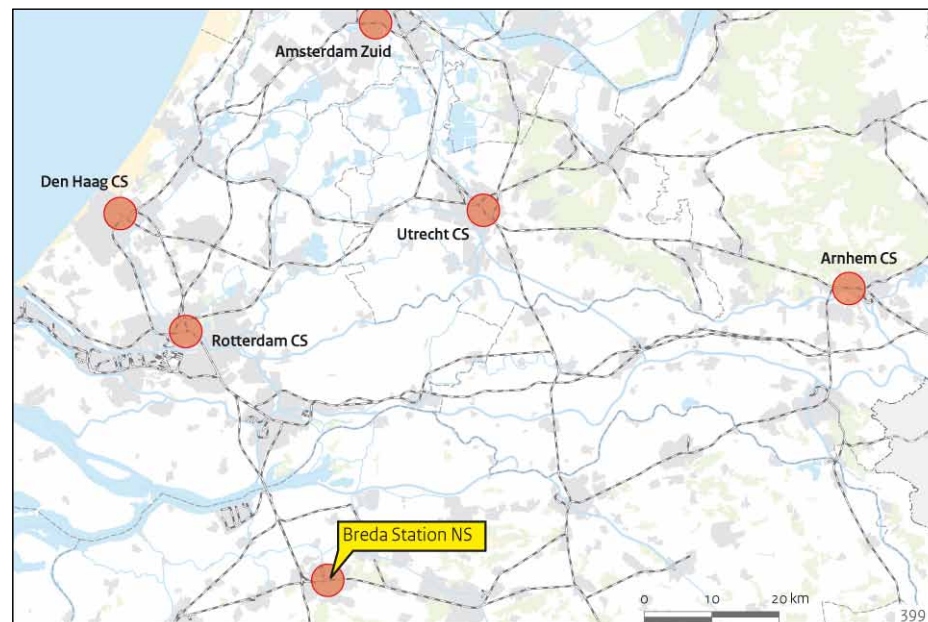 Amsterdam Zuid
Den Haag CS
Utrecht CS
Arnhem CS
Rotterdam CS
Breda Station NS
0 10 20 km
399